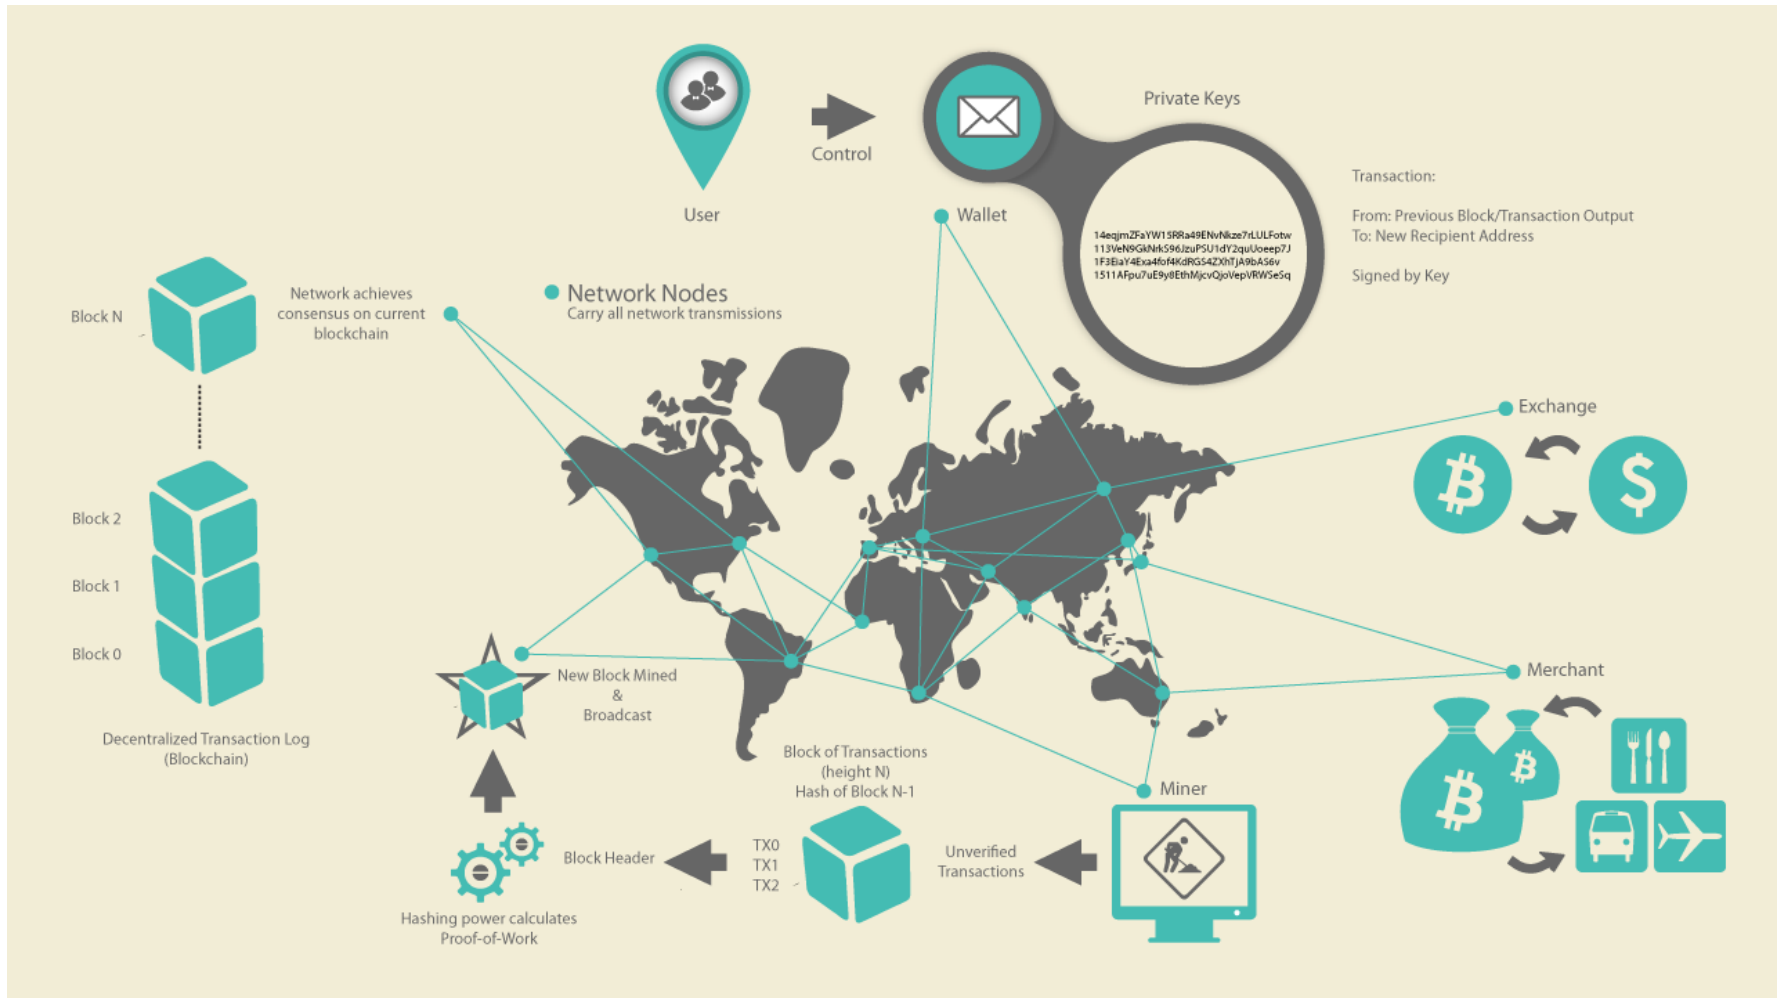 Private Keys
Control
User
Wallet
14eqjmZFaYW1SRRa49ENvNkze7rLULFotw
113VeN9GkNrkS96JzuPSU1dY2quUoeep7J
1F3EiaY4Exa4fof4KdRGS4ZXhTjA9bAS6v
1511AFpu7uE9y8EthMjcvQjoVepVRWSeSq
Transaction:
From: Previous Block/Transaction Output
To: New Recipient Address
Signed by Key
Network Nodes
Carry all network transmissions
Network achieves
consensus on current
blockchain
Block N
Block 2
Block 1
Block 0
Decentralized Transaction Log
(Blockchain)
Exchange
Merchant
New Block Mined
&
Broadcast
Block of Transactions
(height N)
Hash of Block N-1
Miner
Unverified
Transactions
TX0
TX1
TX2
Block Header
Hashing power calculates
Proof-of-Work